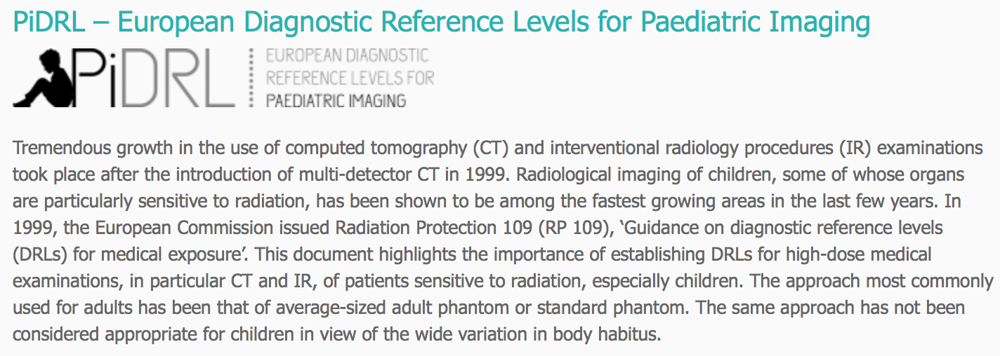 PiDRL – European Diagnostic Reference Levels for Paediatric Imaging
PiDRL
EUROPEAN DIAGNOSTIC
REFERENCE LEVELS FOR
PAEDIATRIC IMAGING
Tremendous growth in the use of computed tomography (CT) and interventional radiology procedures (IR) examinations
took place after the introduction of multi-detector CT in 1999. Radiological imaging of children, some of whose organs
are particularly sensitive to radiation, has been shown to be among the fastest growing areas in the last few years. In
1999, the European Commission issued Radiation Protection 109 (RP 109), ‘Guidance on diagnostic reference levels
(DRLs) for medical exposure’. This document highlights the importance of establishing DRLs for high-dose medical
examinations, in particular CT and IR, of patients sensitive to radiation, especially children. The approach most commonly
used for adults has been that of average-sized adult phantom or standard phantom. The same approach has not been
considered appropriate for children in view of the wide variation in body habitus.